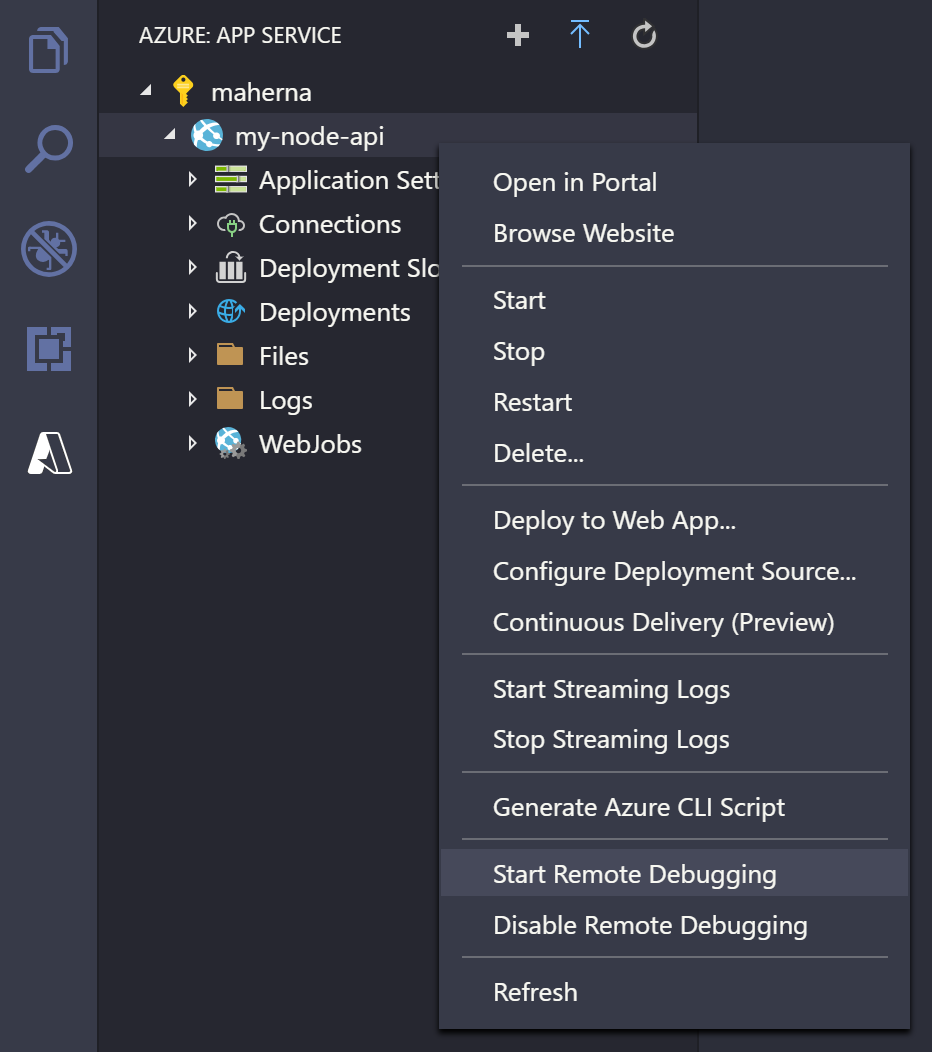 AZURE: APP SERVICE
maherna
my-node-api
Application Sett
Connections
Deployment Slo
Deployments
Files
Logs
WebJobs
Open in Portal
Browse Website
Start
Stop
Restart
Delete...
Deploy to Web App...
Configure Deployment Source...
Continuous Delivery (Preview)
Start Streaming Logs
Stop Streaming Logs
Generate Azure CLI Script
Start Remote Debugging
Disable Remote Debugging
Refresh